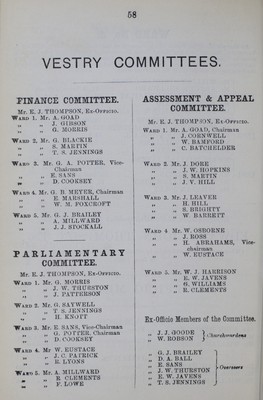 58
VESTRY COMMITTEES.
FINANCE COMMITTEE.
Mr. E. J. THOMPSON, Ex-Officio.
WARD 1. Mr. A. GOAD
„ „ J. GIBSON
„ „ G. MORRIS
WARD 2. Mr. G. BLACKIE
„ „ S. MARTIN
„ „ T. S. JENNINGS
WARD 3. Mr. G. A. POTTER, Vice-
Chairman
„ „ E. SANS
„ „ D. COOKSEY
WARD 4. Mr. G. B. MEYER, Chairman
„ „ E. MARSHALL
„ „ W. M. FOXCROFT
WARD 5. Mr. G. J. BRAILEY
„ „ A. MILLWARD
„ „ J. J. STOCKALL
PARLIAMENTARY
COMMITTEE.
Mr. E. J. THOMPSON, Ex-Officio.
WARD 1. Mr. G. MORRIS
„ „ J. W. THURSTON
„ „ J. PATTERSON
WARD 2. Mr. G. SAYWELL
„ „ T. S. JENNINGS
„ „ H. KNOTT
WARD 3. Mr. E. SANS, Vice-Chairman
„ „ G. POTTER, Chairman
„ „ D. COOKSEY
WARD 4. Mr W. EUSTACE
„ „ J. C. PATRICK
„ „ E. LYONS
WARD 5. Mr. A. MILLWARD
„ „ R CLEMENTS
„ „ F. LOWE
ASSESSMENT & APPEAL
COMMITTEE.
Mr. E. J. THOMPSON, Ex-Officio.
WARD 1. Mr. A. GOAD, Chairman
„ „ J. CORNWELL
„ „ W. BAMFORD
„ „ C. BATCHELDER
WARD 2. Mr. J. DORE
„ „ J. W. HOPKINS
„ „ S. MARTIN
„ „ J. V. HILL
WARD 3. Mr. J. LEAVER
„ „ H. HILL
„ „ S. BRIGHTY
„ „ W. BARRETT
WARD 4 Mr. W. OSBORNE
„ „ J. ROSS
„ „ H. ABRAHAMS, Vice-
chairman
„ „ W. EUSTACE
WARD 5. Mr. W. J. HARRISON
„ „ E. W. JAVENS
„ „ G. WILLIAMS
„ „ R. CLEMENTS
Ex-Officio Members of the Committee.
„ J. J. GOODE
„ W. ROBSON } Churchwardens
„ G. J. BRAILEY
„ D. A. BALL
„ E. SANS
„ J. W. THURSTON
„ E. W. JAVENS
„ T. S. JENNINGS } Overseers